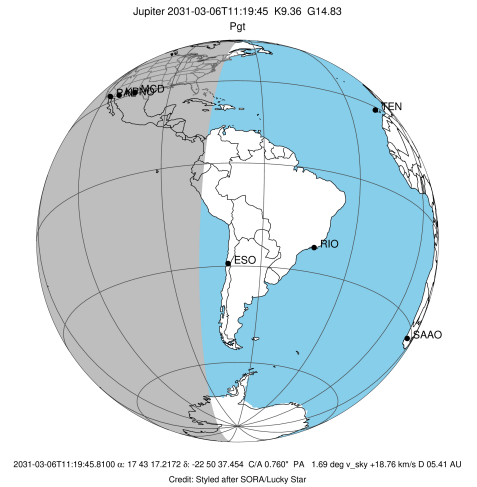 Jupiter 2031-03-06T11:19:45 K9.36 G14.83
Pgt
MCD
TEN
RIO
ESO
SAAO
2031-03-06T11:19:45.8100 α: 17 43 17.2172 δ: -22 50 37.454 C/A 0.760" PA 1.69 deg v_sky +18.76 km/s D 05.41 AU
Credit: Styled after SORA/Lucky Star